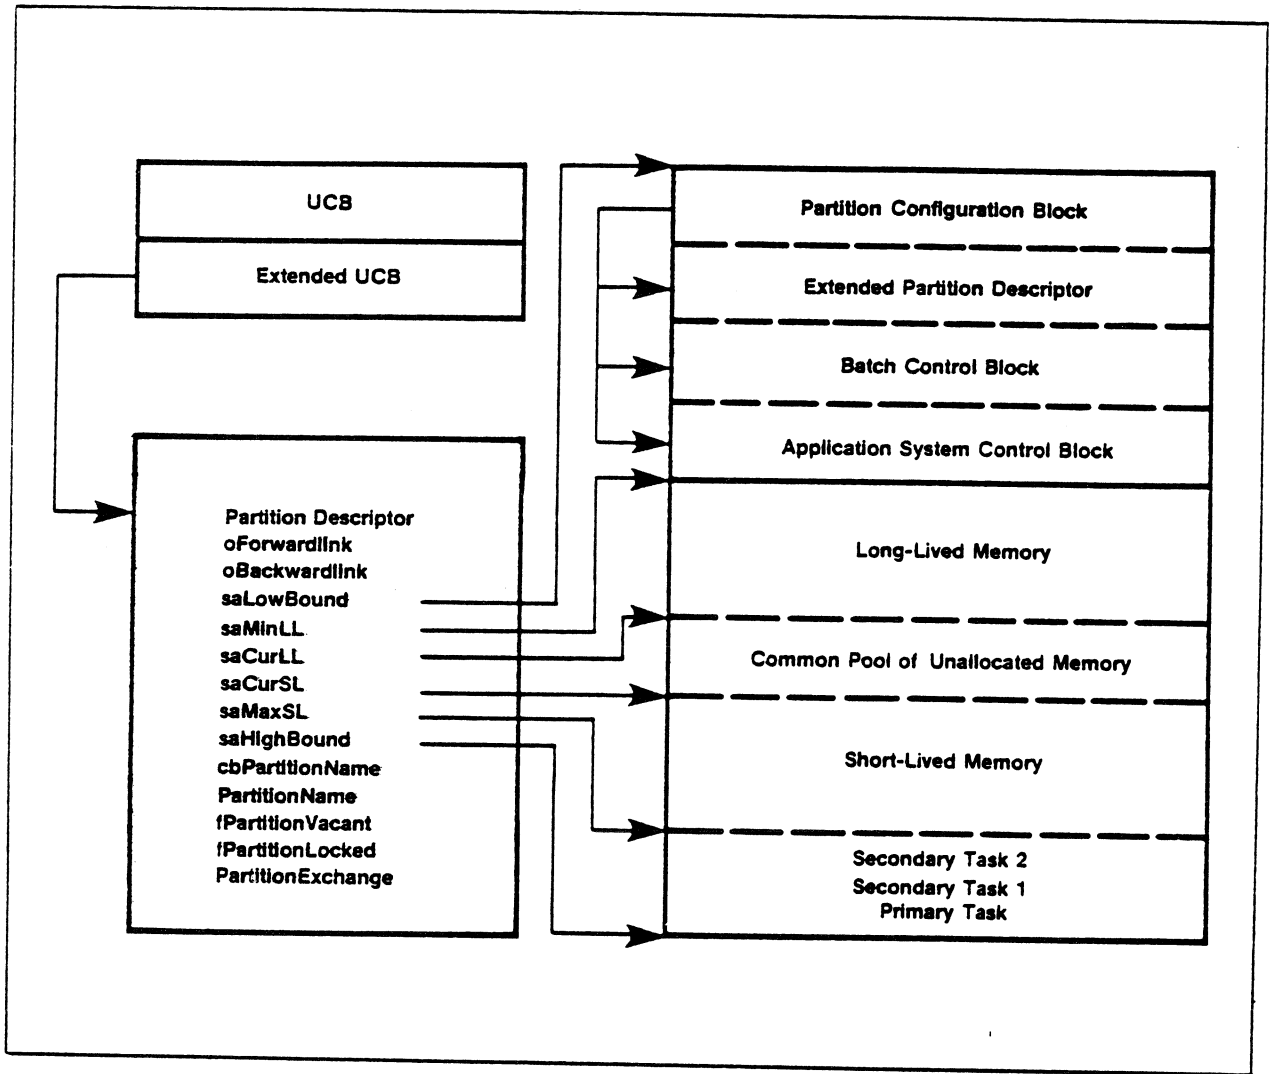 UCB
Extended UCB
Partition Descriptor
oForwardlink
oBackwardlink
saLowBound
saMinLL
saCurLL
saCurSL
saMaxSL
saHighBound
cbPartitionName
PartitionName
fPartitionVacant
fPartitionLocked
PartitionExchange
Partition Configuration Block
Extended Partition Descriptor
Batch Control Block
Application System Control Block
Long-Lived Memory
Common Pool of Unallocated Memory
Short-Lived Memory
Secondary Task 2
Secondary Task 1
Primary Task